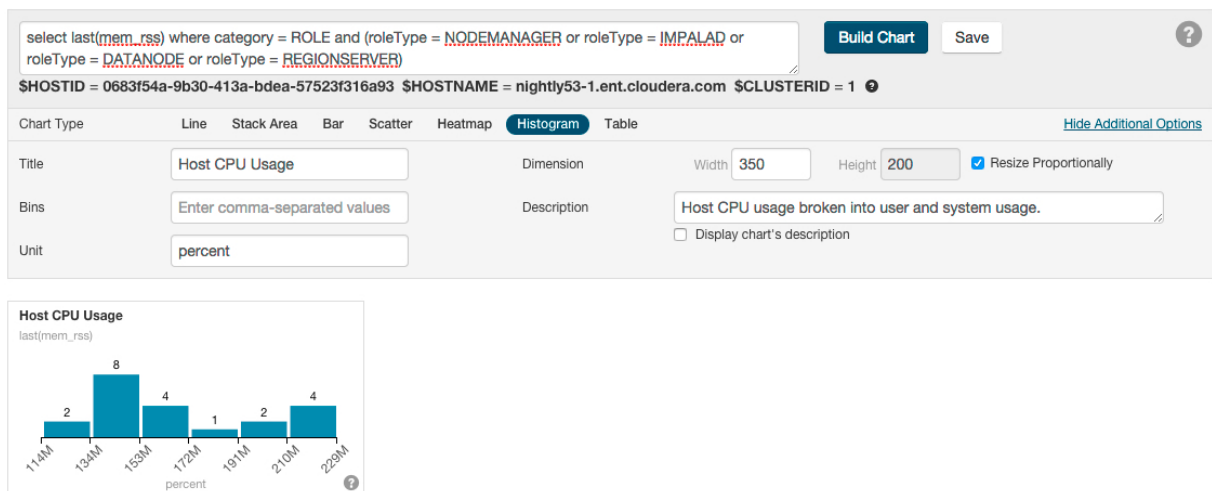 select last(mem_rss) where category = ROLE and (roleType = NODEMANAGER or roleType = IMPALAD or
roleType = DATANODE or roleType = REGIONSERVER)
Build Chart
Save
?
$HOSTID = 0683f54a-9b30-413a-bdea-57523f316a93 $HOSTNAME = nightly53-1.ent.cloudera.com $CLUSTERID = 1 ?
Chart Type Line Stack Area Bar Scatter Heatmap Histogram Table Hide Additional Options
Title Host CPU Usage Dimension Width 350 Height 200 Resize Proportionally
Bins Enter comma-separated values Description Host CPU usage broken into user and system usage.
Display chart's description
Unit percent
Host CPU Usage
last(mem_rss)
2 8 4 1 2 4
114M 134M 153M 172M 191M 210M 229M
percent ?